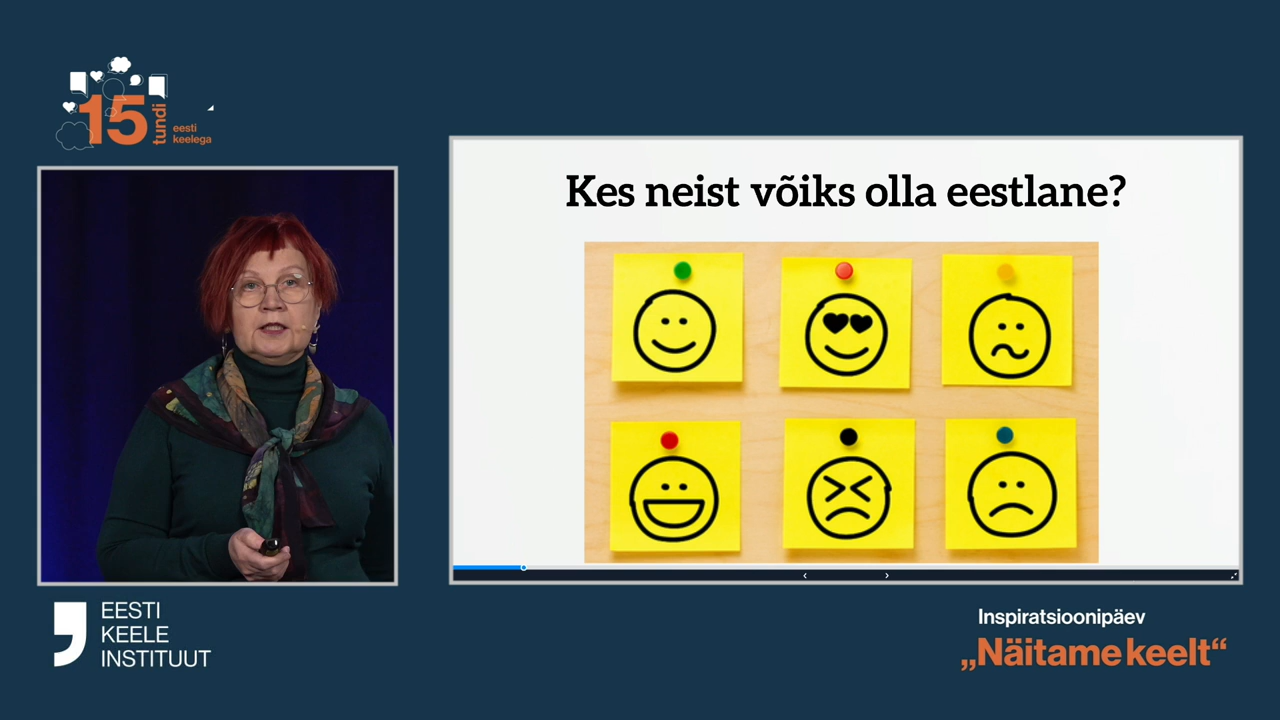 15
tundi
eesti
keelega
Kes neist võiks olla eestlane?
EESTI
KEELE
INSTITUUT
Inspiratsioonipäev
„Näitame keelt“